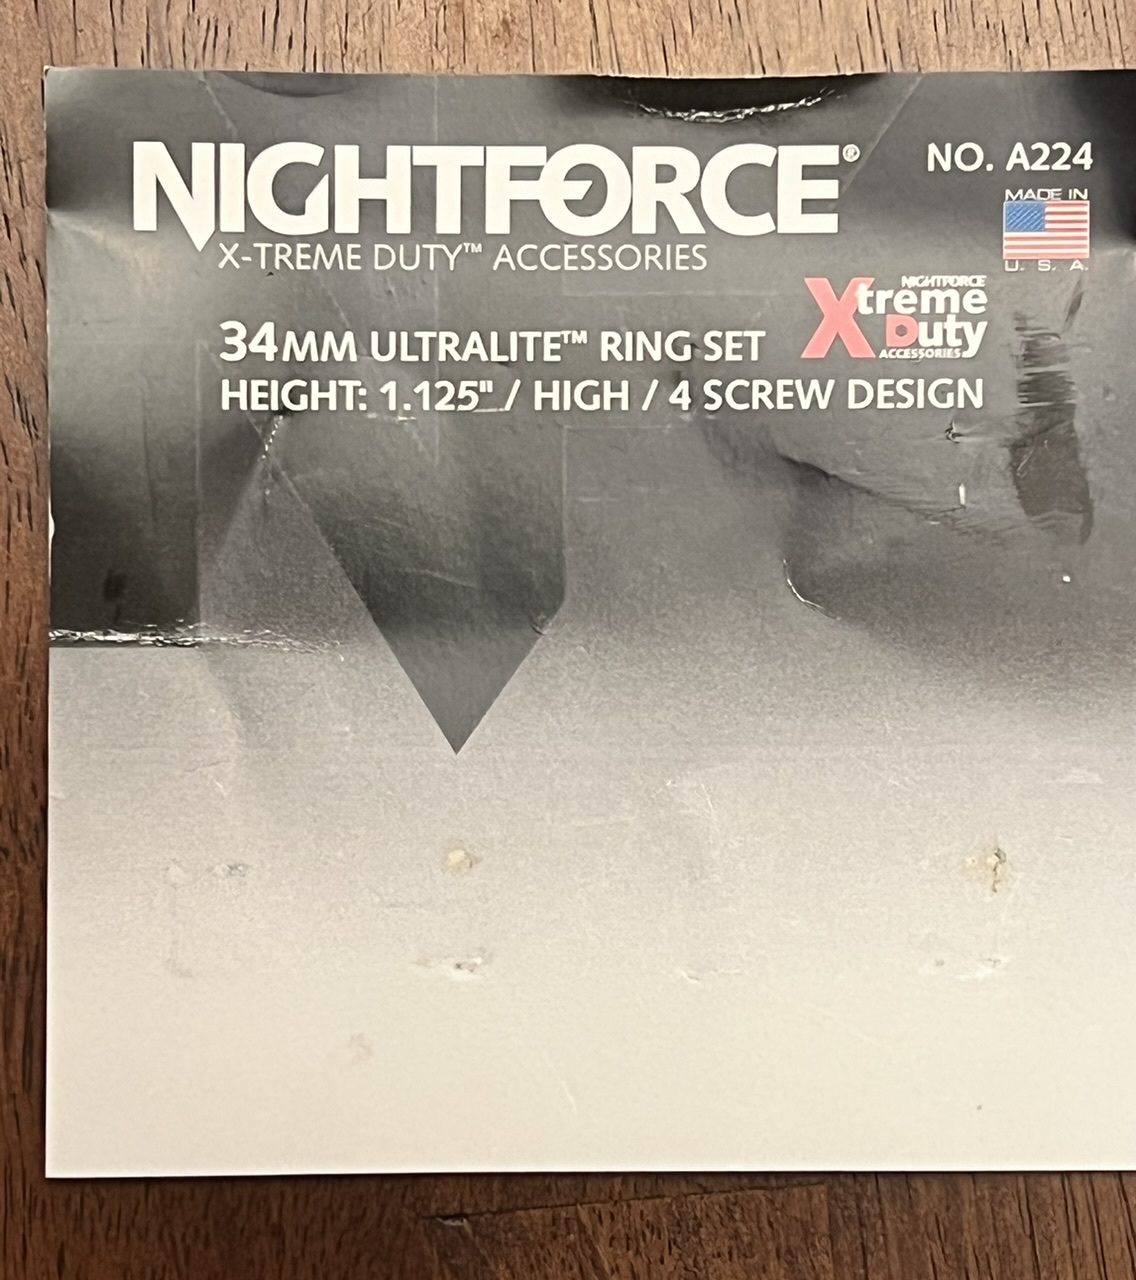 NIGHTFORCE®
X-TREME DUTY™ ACCESSORIES
NO. A224
MADE IN
U. S. A.
NIGHTFORCE
Xtreme
Duty
ACCESSORIES
34MM ULTRALITE™ RING SET
HEIGHT: 1.125" / HIGH / 4 SCREW DESIGN